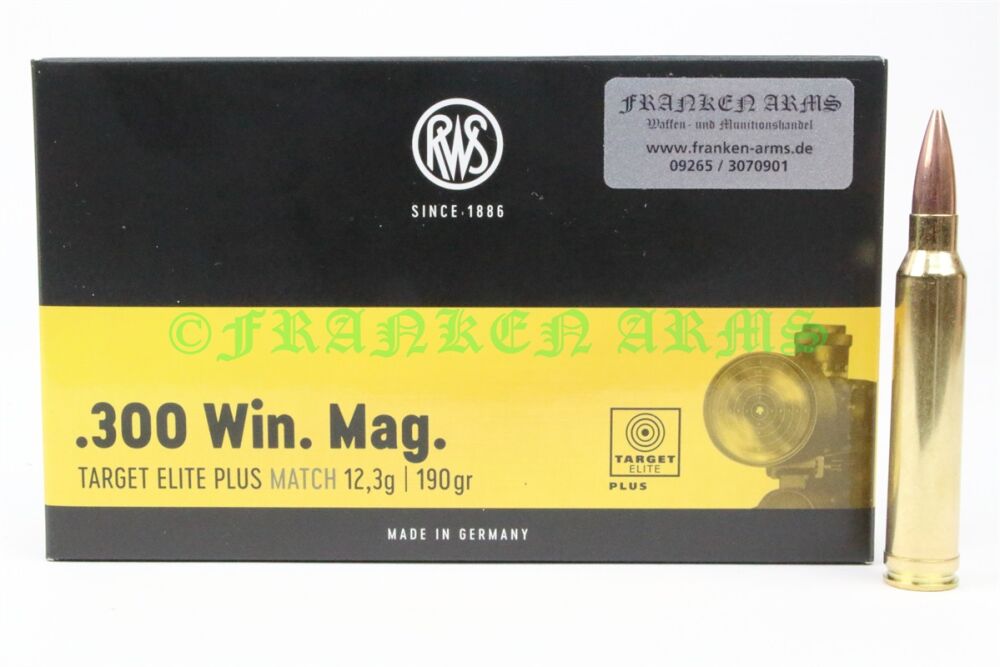 RWS
SINCE 1886
FRANKEN ARMS
Waffen- und Munitionshandel
www.franken-arms.de
09265 / 3070901
©FRANKEN ARMS
.300 Win. Mag.
TARGET ELITE PLUS MATCH 12,3g | 190gr
TARGET
ELITE
PLUS
MADE IN GERMANY